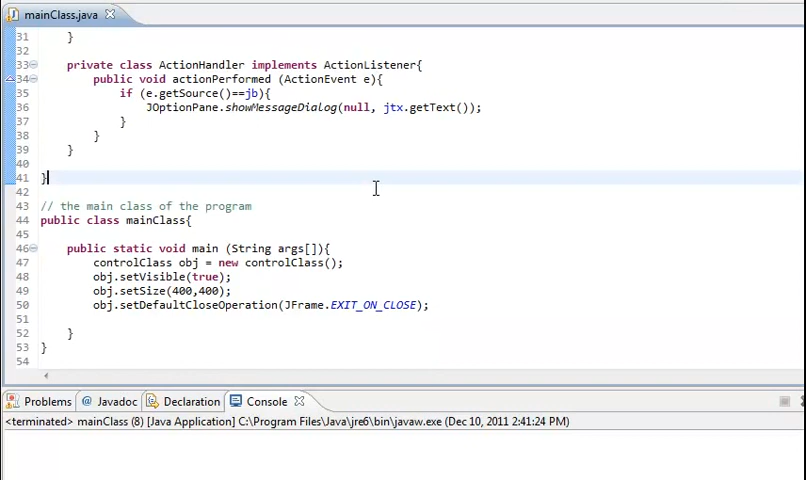 mainClass.java
31 }
32
33 private class ActionHandler implements ActionListener{
34 public void actionPerformed (ActionEvent e){
35 if (e.getSource()==jb){
36 JOptionPane.showMessageDialog(null, jtx.getText());
37 }
38 }
39 }
40
41 }
42
43 // the main class of the program
44 public class mainClass{
45
46 public static void main (String args[]){
47 controlClass obj = new controlClass();
48 obj.setVisible(true);
49 obj.setSize(400,400);
50 obj.setDefaultCloseOperation(JFrame.EXIT_ON_CLOSE);
51
52 }
53 }
54
Problems @ Javadoc Declaration Console
<terminated> mainClass (8) [Java Application] C:\Program Files\Java\jre6\bin\javaw.exe (Dec 10, 2011 2:41:24 PM)